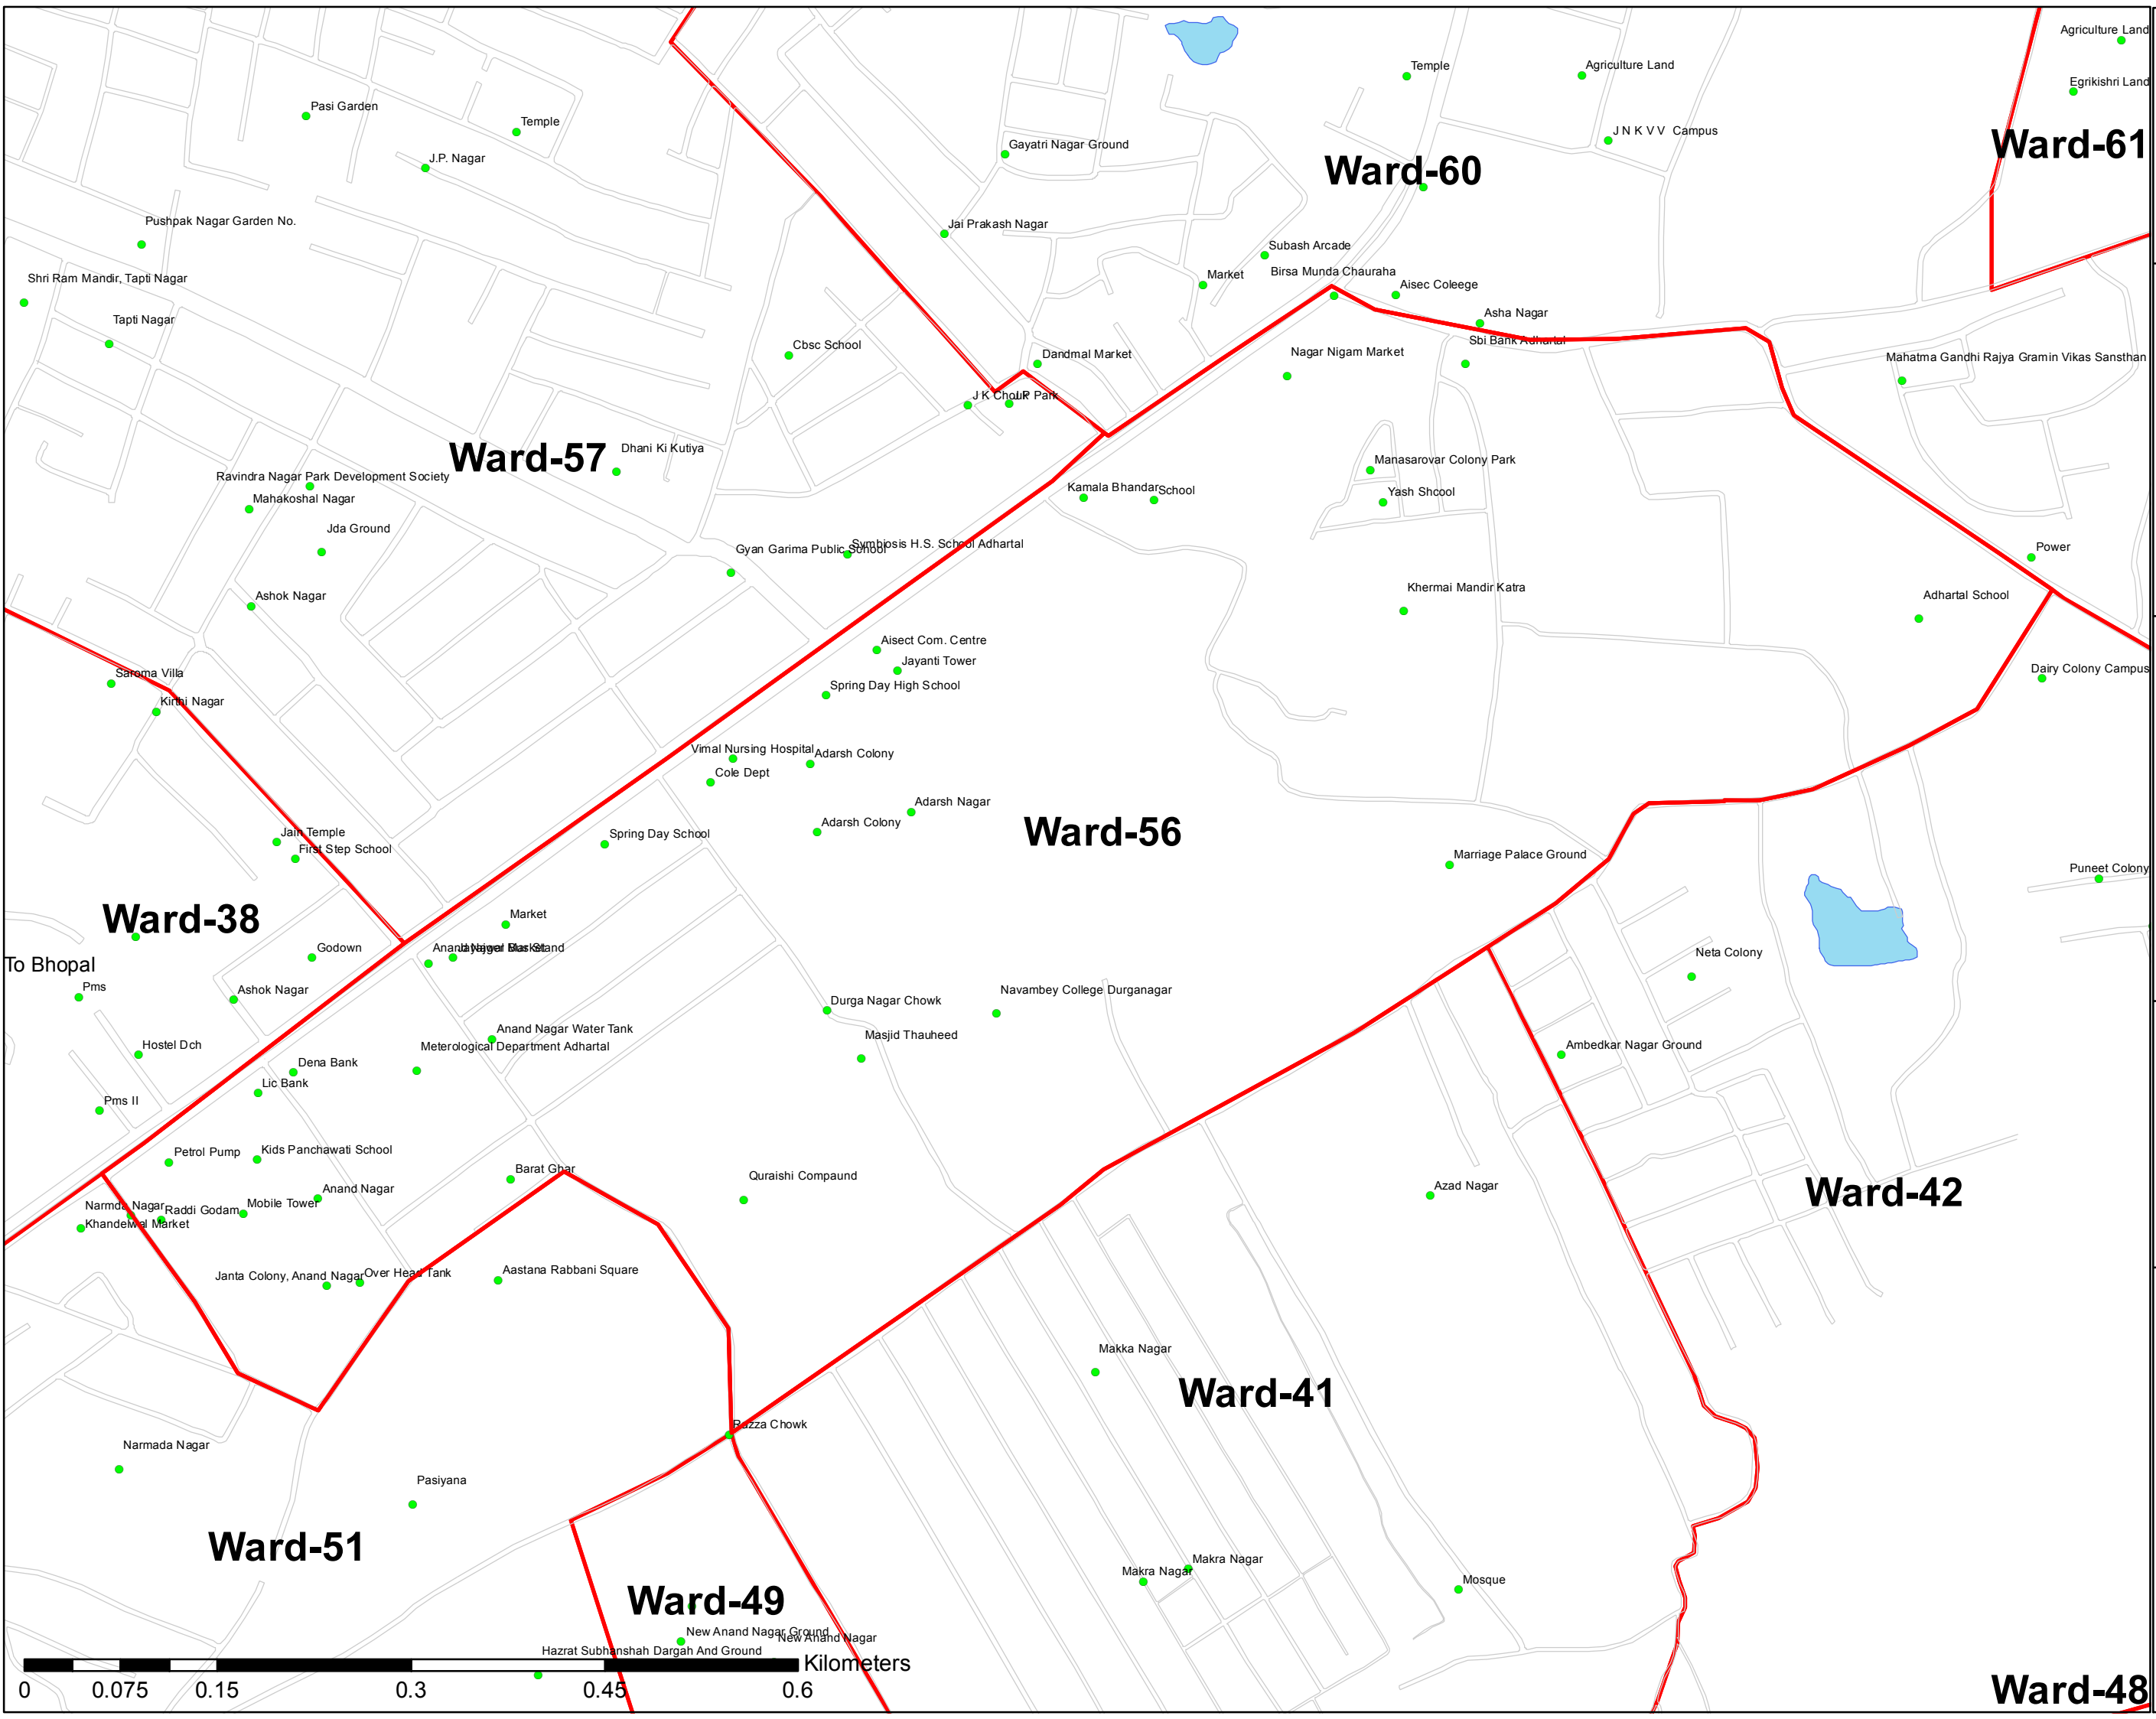 Agriculture Land
Egrikishri Land
Ward-61
Temple
Agriculture Land
J N K V V Campus
Ward-60
Pasi Garden
Temple
J.P. Nagar
Gayatri Nagar Ground
Jai Prakash Nagar
Pushpak Nagar Garden No.
Shri Ram Mandir, Tapti Nagar
Tapti Nagar
Subash Arcade
Market
Birsa Munda Chauraha
Aisec Coleege
Asha Nagar
Sbi Bank Adhartal
Nagar Nigam Market
Mahatma Gandhi Rajya Gramin Vikas Sansthan
Cbsc School
Dandmal Market
J K Chouk
J.P Park
Ward-57
Dhani Ki Kutiya
Ravindra Nagar Park Development Society
Mahakoshal Nagar
Jda Ground
Kamala Bhandar
School
Manasarovar Colony Park
Yash Shcool
Gyan Garima Public School
Symbiosis H.S. School Adhartal
Power
Ashok Nagar
Khermai Mandir Katra
Adhartal School
Aisect Com. Centre
Jayanti Tower
Spring Day High School
Dairy Colony Campus
Saroma Villa
Kirthi Nagar
Vimal Nursing Hospital
Adarsh Colony
Cole Dept
Adarsh Nagar
Adarsh Colony
Spring Day School
Ward-56
Jain Temple
First Step School
Marriage Palace Ground
Puneet Colony
Ward-38
Market
Godown
To Bhopal
Pms
Ashok Nagar
Neta Colony
Durga Nagar Chowk
Navambey College Durganagar
Anand Nagar Water Tank
Masjid Thauheed
Meterological Department Adhartal
Ambedkar Nagar Ground
Hostel Dch
Dena Bank
Lic Bank
Pms II
Petrol Pump
Kids Panchawati School
Barat Ghar
Quraishi Compaund
Azad Nagar
Ward-42
Anand Nagar
Mobile Tower
Narmda Nagar
Raddi Godam
Khandelwal Market
Janta Colony, Anand Nagar
Over Head Tank
Aastana Rabbani Square
Makka Nagar
Ward-41
Razza Chowk
Narmada Nagar
Pasiyana
Ward-51
Makra Nagar
Makra Nagar
Mosque
Ward-49
New Anand Nagar Ground
New Anand Nagar
Hazrat Subhanshah Dargah And Ground
Kilometers
0 0.075 0.15 0.3 0.45 0.6
Ward-48